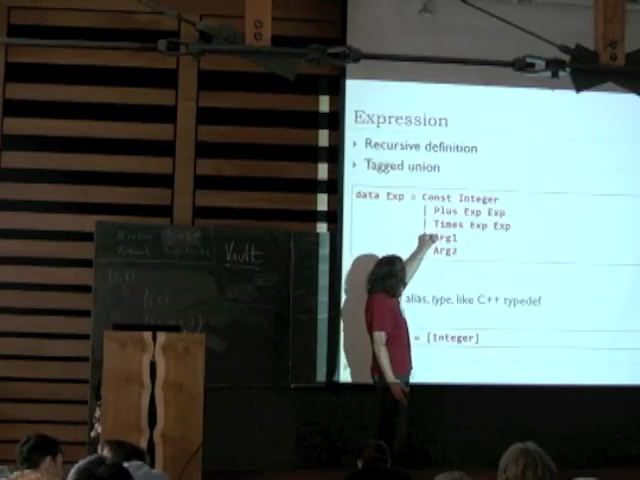 Expression
Recursive definition
Tagged union
data Exp = Const Integer
| Plus Exp Exp
| Times Exp Exp
Arg1
Arg2
alias, type, like C++ typedef
= [Integer]
Vault